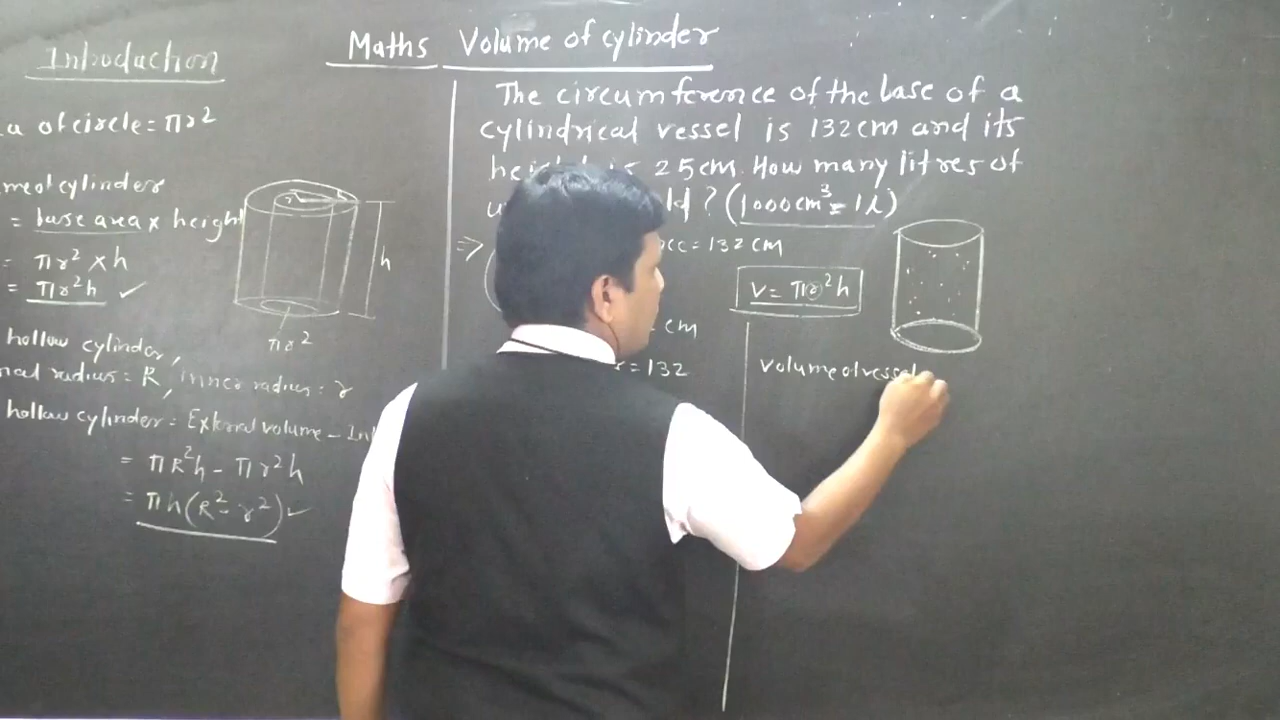 Introduction
a of circle = πr²
me of cylinder
= base area x height
= πr² x h
= πr²h ✓
h
πr²
hollow cylinder,
nal radius = R, inner radius = r
hollow cylinder = External volume - In
= πR²h - πr²h
= πh(R² - r²) ✓
Maths Volume of cylinder
The circumference of the base of a
cylindrical vessel is 132cm and its
is 25cm. How many litres of
? (1000cm³ = 1l)
⇒ = 132 cm
cm
= 132
V = πr²h
volume of vessel